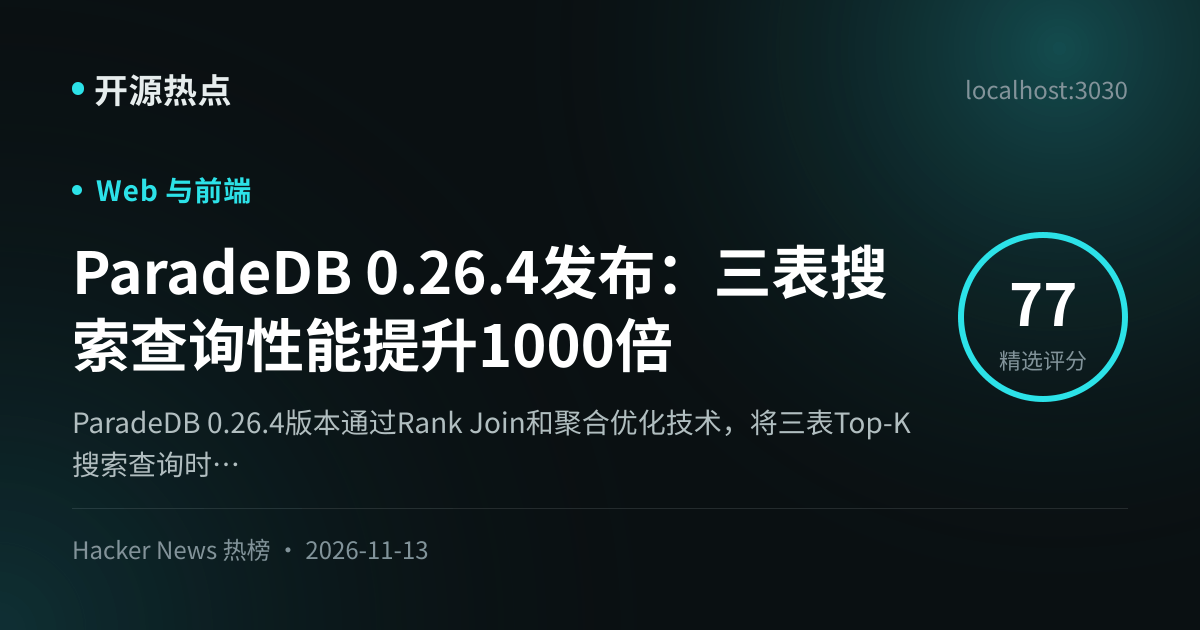 开源热点
localhost:3030
Web 与前端
ParadeDB 0.26.4发布：三表搜
索查询性能提升1000倍
77
精选评分
ParadeDB 0.26.4版本通过Rank Join和聚合优化技术，将三表Top-K
搜索查询时…
Hacker News 热榜 · 2026-11-13